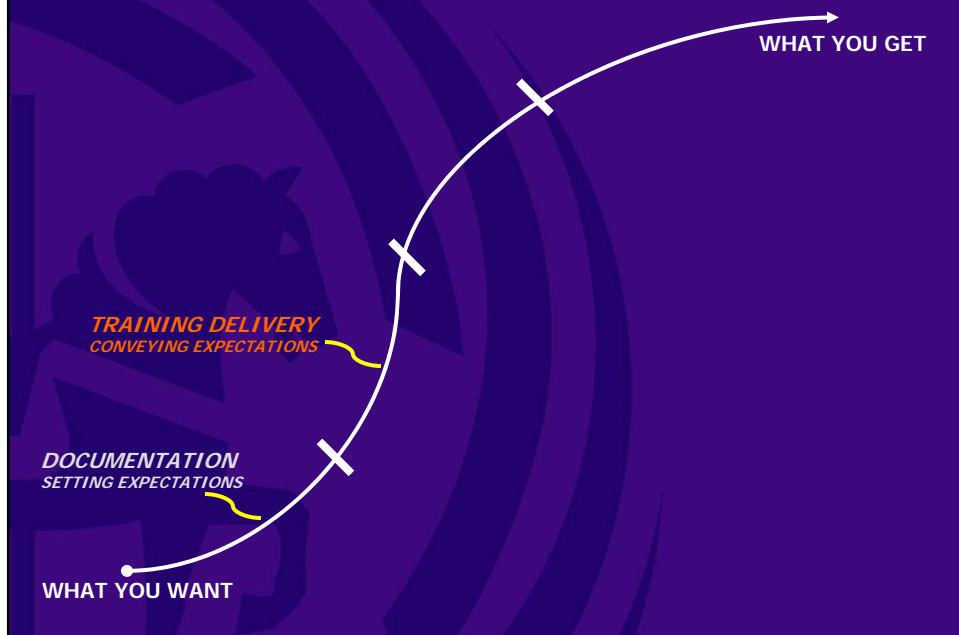 WHAT YOU GET
TRAINING DELIVERY
CONVEYING EXPECTATIONS
DOCUMENTATION
SETTING EXPECTATIONS
WHAT YOU WANT